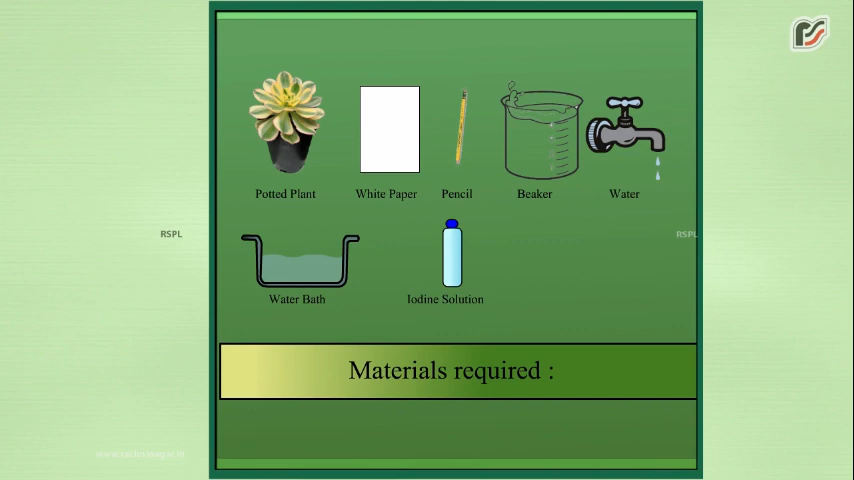 Potted Plant
White Paper
Pencil
Beaker
Water
RSPL
RSPL
Water Bath
Iodine Solution
Materials required :